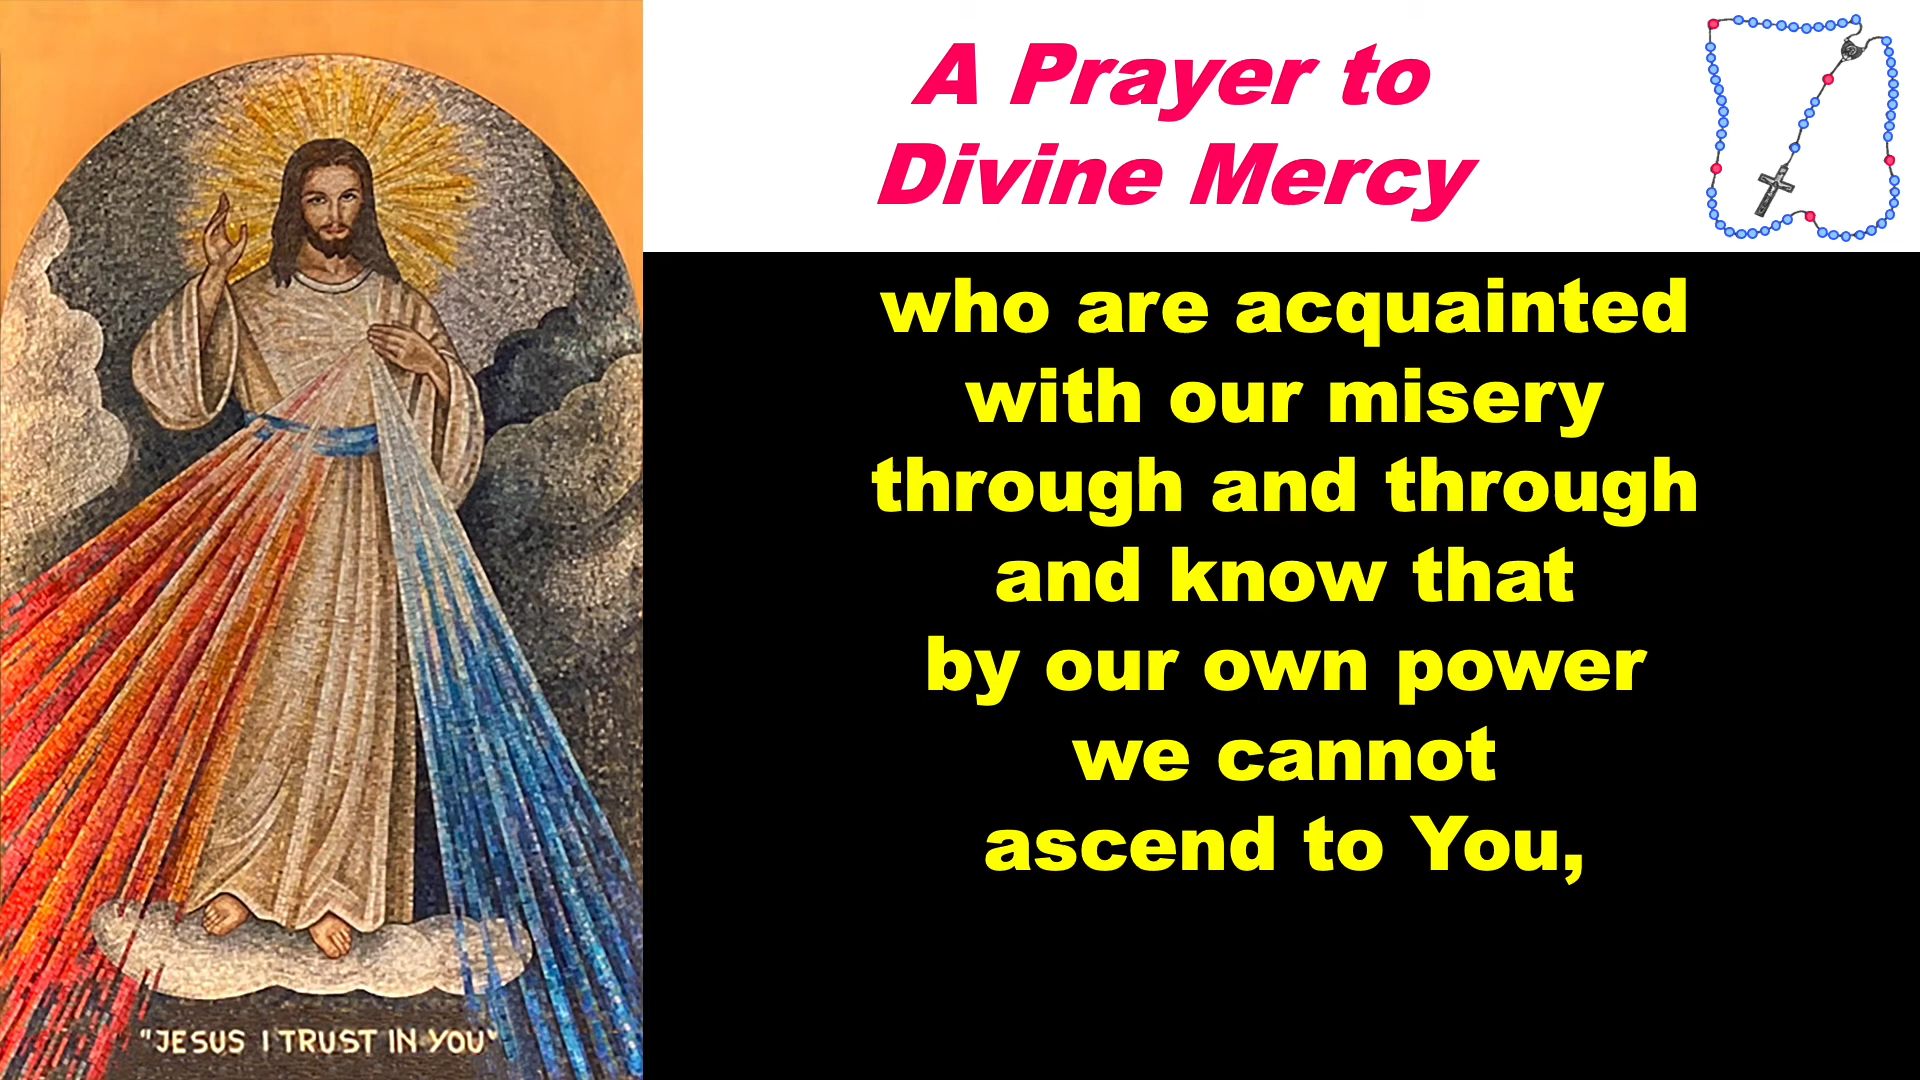 A Prayer to
Divine Mercy
who are acquainted
with our misery
through and through
and know that
by our own power
we cannot
ascend to You,
"JESUS I TRUST IN YOU"